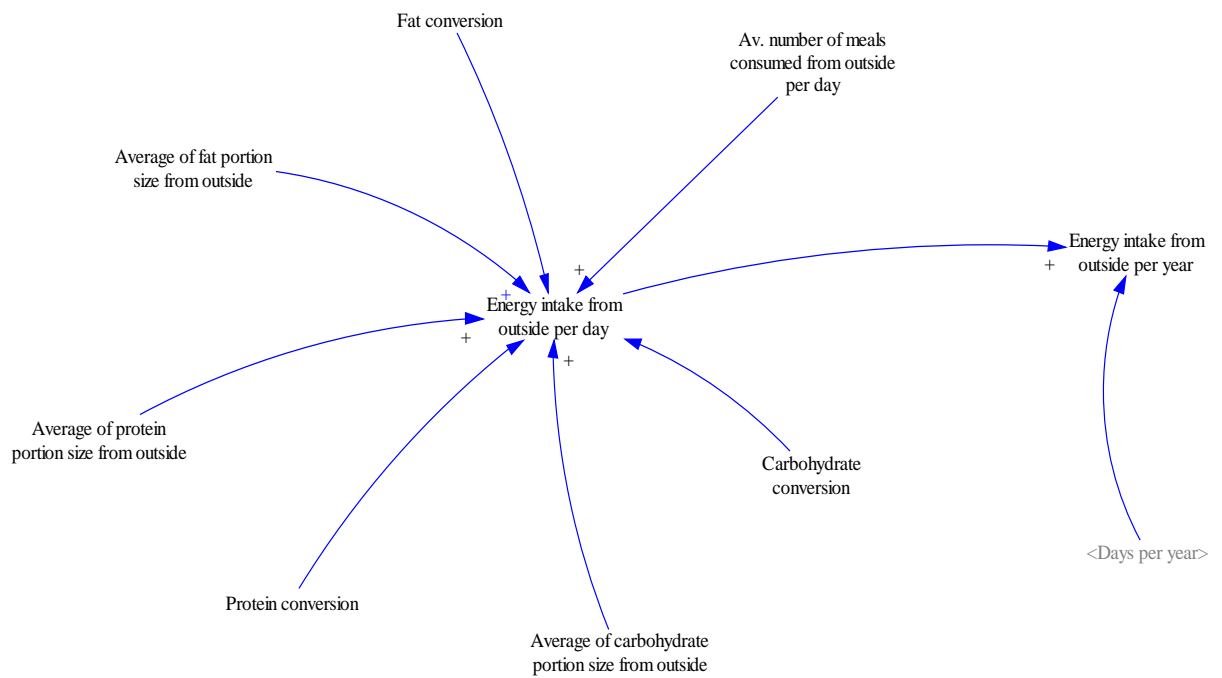 Fat conversion
Av. number of meals
consumed from outside
per day
Average of fat portion
size from outside
Energy intake from
outside per year
+
+
+
Energy intake from
outside per day
+
+
Average of protein
portion size from outside
Carbohydrate
conversion
<Days per year>
Protein conversion
Average of carbohydrate
portion size from outside